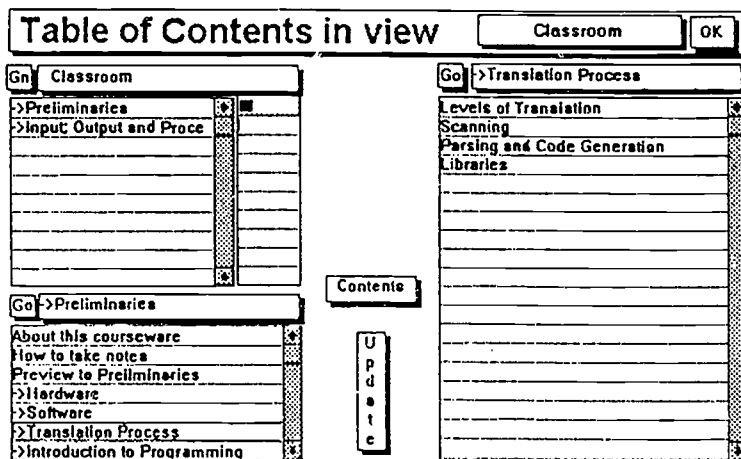 Table of Contents in view
Classroom
OK
Gn
Classroom
->Preliminaries
->Input; Output and Proce
Go
->Preliminaries
About this courseware
How to take notes
Preview to Preliminaries
->Hardware
->Software
->Translation Process
->Introduction to Programming
Contents
Update
Go
->Translation Process
Levels of Translation
Scanning
Parsing and Code Generation
Libraries